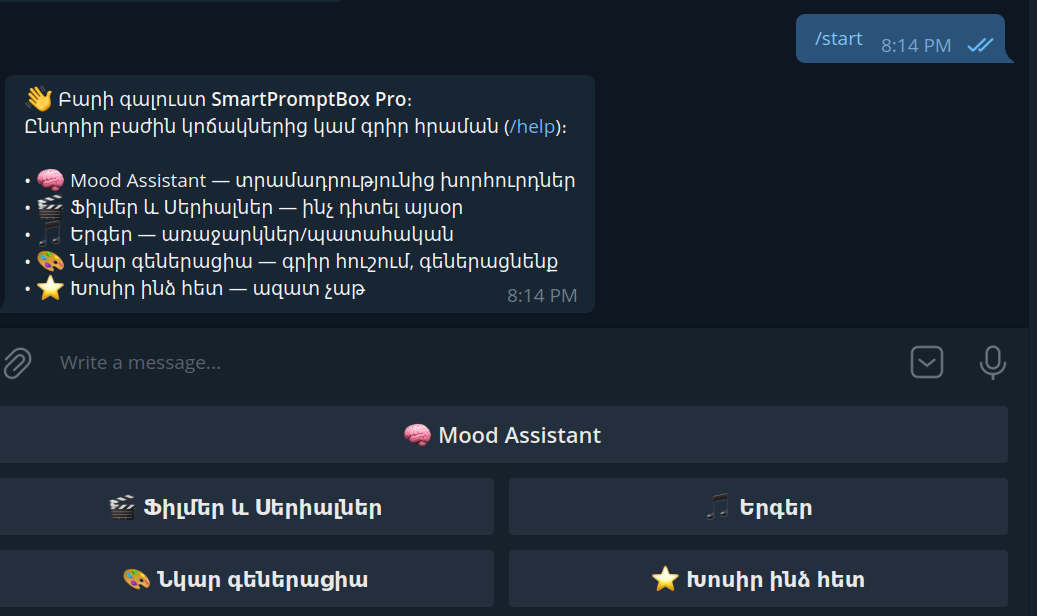 /start 8:14 PM
👋 Բարի գալուստ SmartPromptBox Pro։
Ընտրիր բաժին կոճակներից կամ գրիր հրաման (/help)։
• 🧠 Mood Assistant — տրամադրությունից խորհուրդներ
• 🎬 Ֆիլմեր և Սերիալներ — ինչ դիտել այսօր
• 🎵 Երգեր — առաջարկներ/պատահական
• 🎨 Նկար գեներացիա — գրիր հուշում, գեներացնենք
• ⭐ Խոսիր ինձ հետ — ազատ չաթ
8:14 PM
Write a message...
🧠 Mood Assistant
🎬 Ֆիլմեր և Սերիալներ
🎵 Երգեր
🎨 Նկար գեներացիա
⭐ Խոսիր ինձ հետ